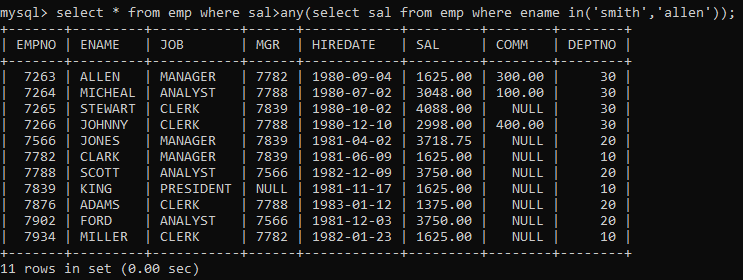 mysql> select * from emp where sal>any(select sal from emp where ename in('smith','allen'));
+-------+---------+-----------+------+------------+---------+--------+--------+
| EMPNO | ENAME   | JOB       | MGR  | HIREDATE   | SAL     | COMM   | DEPTNO |
+-------+---------+-----------+------+------------+---------+--------+--------+
|  7263 | ALLEN   | MANAGER   | 7782 | 1980-09-04 | 1625.00 | 300.00 |     30 |
|  7264 | MICHEAL | ANALYST   | 7788 | 1980-07-02 | 3048.00 | 100.00 |     30 |
|  7265 | STEWART | CLERK     | 7839 | 1980-10-02 | 4088.00 |   NULL |     30 |
|  7266 | JOHNNY  | CLERK     | 7788 | 1980-12-10 | 2998.00 | 400.00 |     30 |
|  7566 | JONES   | MANAGER   | 7839 | 1981-04-02 | 3718.75 |   NULL |     20 |
|  7782 | CLARK   | MANAGER   | 7839 | 1981-06-09 | 1625.00 |   NULL |     10 |
|  7788 | SCOTT   | ANALYST   | 7566 | 1982-12-09 | 3750.00 |   NULL |     20 |
|  7839 | KING    | PRESIDENT | NULL | 1981-11-17 | 1625.00 |   NULL |     10 |
|  7876 | ADAMS   | CLERK     | 7788 | 1983-01-12 | 1375.00 |   NULL |     20 |
|  7902 | FORD    | ANALYST   | 7566 | 1981-12-03 | 3750.00 |   NULL |     20 |
|  7934 | MILLER  | CLERK     | 7782 | 1982-01-23 | 1625.00 |   NULL |     10 |
+-------+---------+-----------+------+------------+---------+--------+--------+
11 rows in set (0.00 sec)